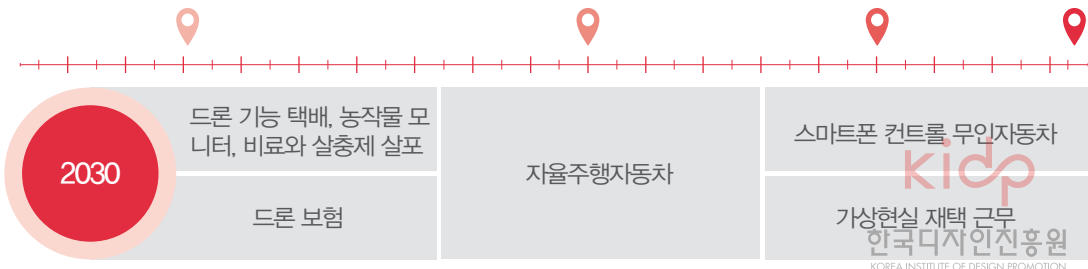 2030
드론 기능 택배, 농작물 모
니터, 비료와 살충제 살포
드론 보험
자율주행자동차
스마트폰 컨트롤 무인자동차
가상현실 재택 근무
kidp
한국디자인진흥원
KOREA INSTITUTE OF DESIGN PROMOTION